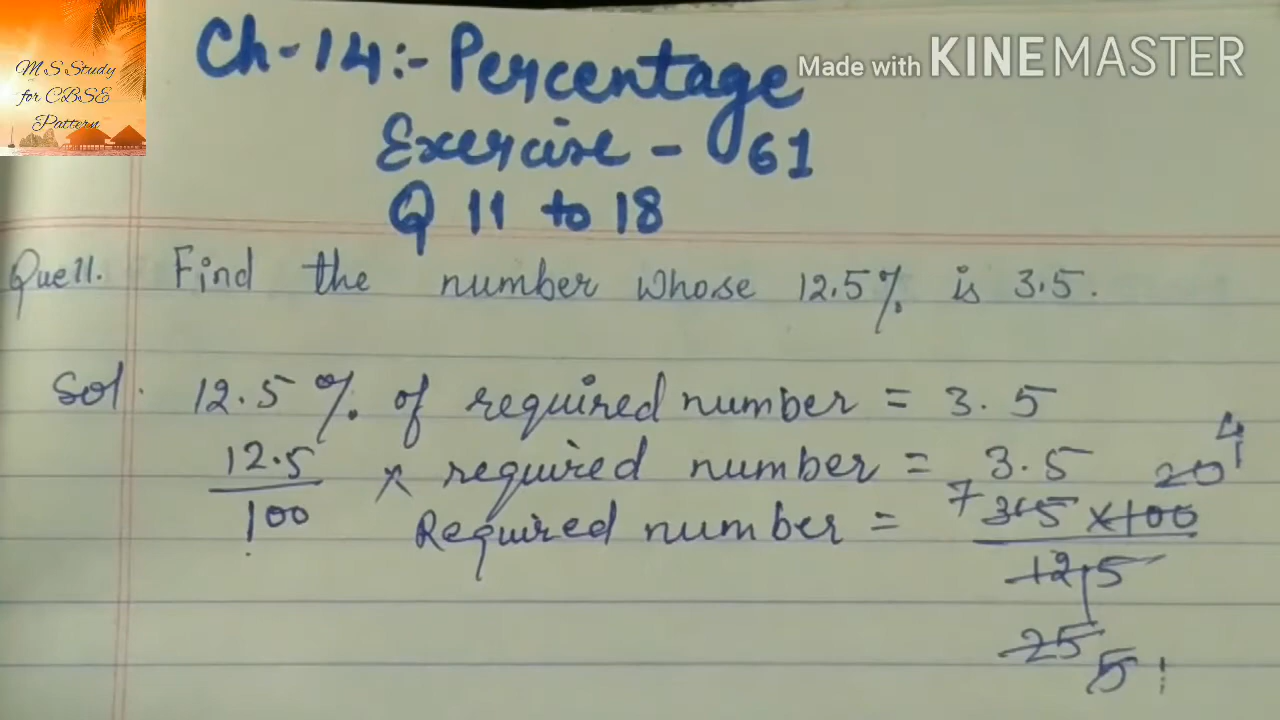 M.S Study
for CBSE
Pattern
Made with KINEMASTER
Ch-14:- Percentage
Exercise - 61
Q 11 to 18
Que11. Find the number whose 12.5% is 3.5.
Sol. 12.5% of required number = 3.5
12.5/100 × required number = 3.5
Required number = 3.5 × 100 / 12.5
7 20 4
25 5